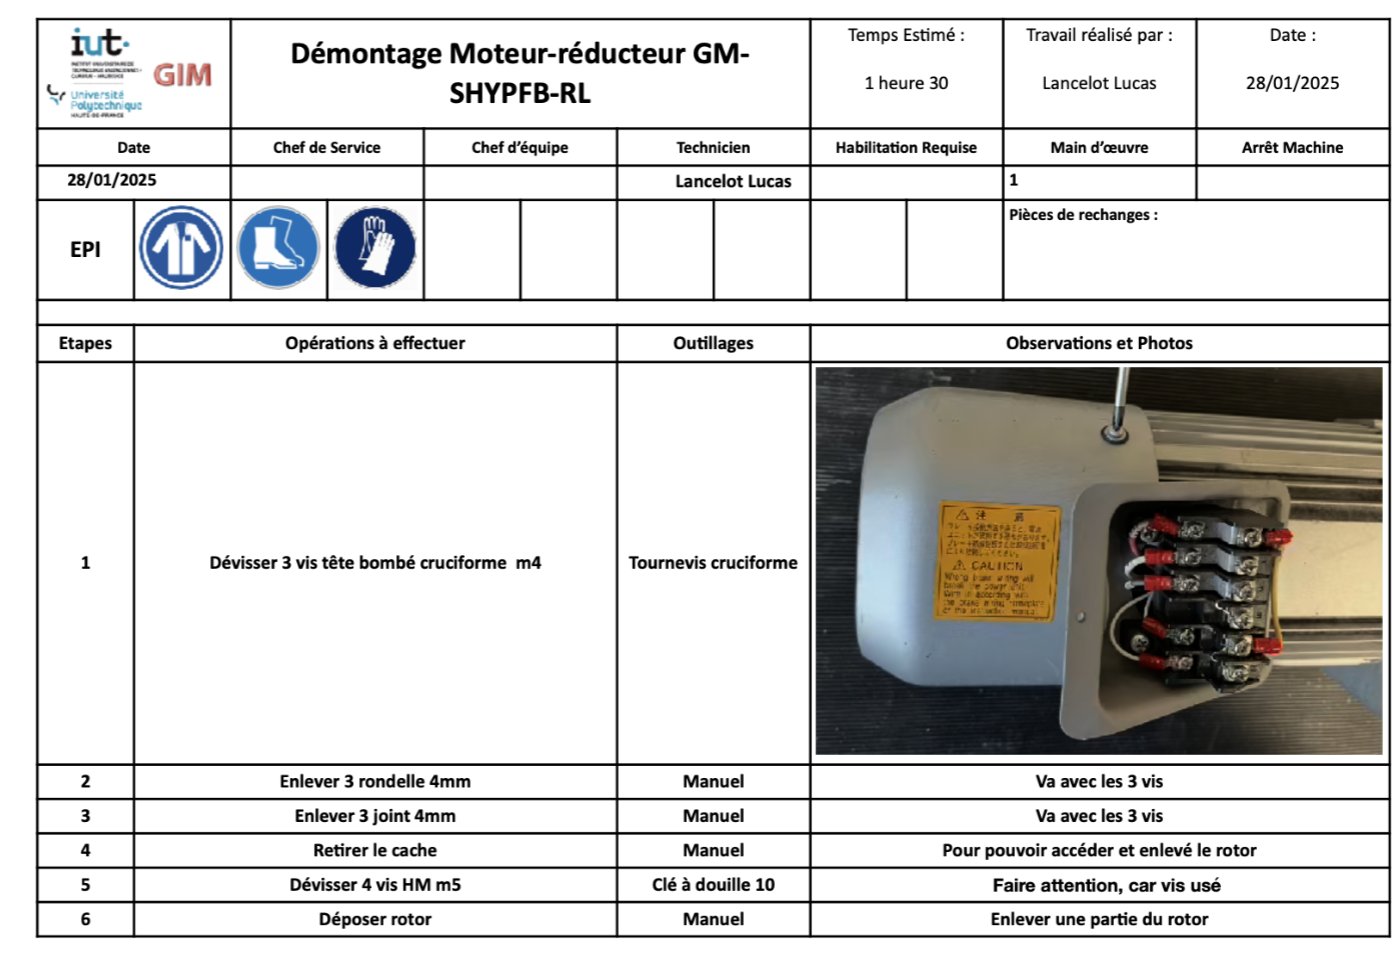 iut
GIM
Université
Polytechnique
HAUTS-DE-FRANCE
Démontage Moteur-réducteur GM-
SHYPFB-RL
Temps Estimé :
1 heure 30
Travail réalisé par :
Lancelot Lucas
Date :
28/01/2025
Date
Chef de Service
Chef d'équipe
Technicien
Habilitation Requise
Main d'œuvre
Arrêt Machine
28/01/2025
Lancelot Lucas
1
EPI
Pièces de rechanges :
Etapes
Opérations à effectuer
Outillages
Observations et Photos
1
Dévisser 3 vis tête bombé cruciforme m4
Tournevis cruciforme
注 意
CAUTION
2
Enlever 3 rondelle 4mm
Manuel
Va avec les 3 vis
3
Enlever 3 joint 4mm
Manuel
Va avec les 3 vis
4
Retirer le cache
Manuel
Pour pouvoir accéder et enlevé le rotor
5
Dévisser 4 vis HM m5
Clé à douille 10
Faire attention, car vis usé
6
Déposer rotor
Manuel
Enlever une partie du rotor